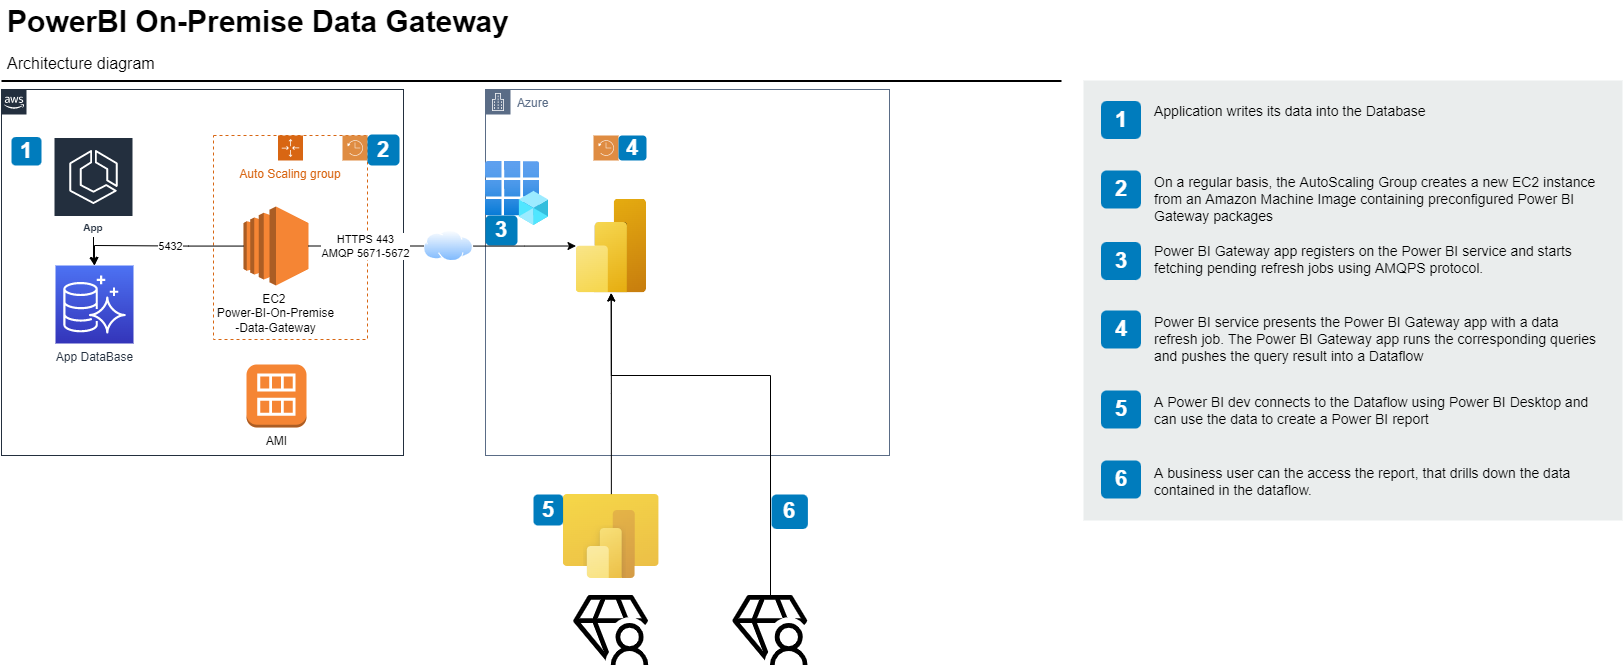 PowerBI On-Premise Data Gateway
Architecture diagram
aws
1
App
5432
App DataBase
2
Auto Scaling group
EC2
Power-BI-On-Premise
-Data-Gateway
AMI
HTTPS 443
AMQP 5671-5672
Azure
3
4
5
6
1
Application writes its data into the Database
2
On a regular basis, the AutoScaling Group creates a new EC2 instance
from an Amazon Machine Image containing preconfigured Power BI
Gateway packages
3
Power BI Gateway app registers on the Power BI service and starts
fetching pending refresh jobs using AMQPS protocol.
4
Power BI service presents the Power BI Gateway app with a data
refresh job. The Power BI Gateway app runs the corresponding queries
and pushes the query result into a Dataflow
5
A Power BI dev connects to the Dataflow using Power BI Desktop and
can use the data to create a Power BI report
6
A business user can the access the report, that drills down the data
contained in the dataflow.